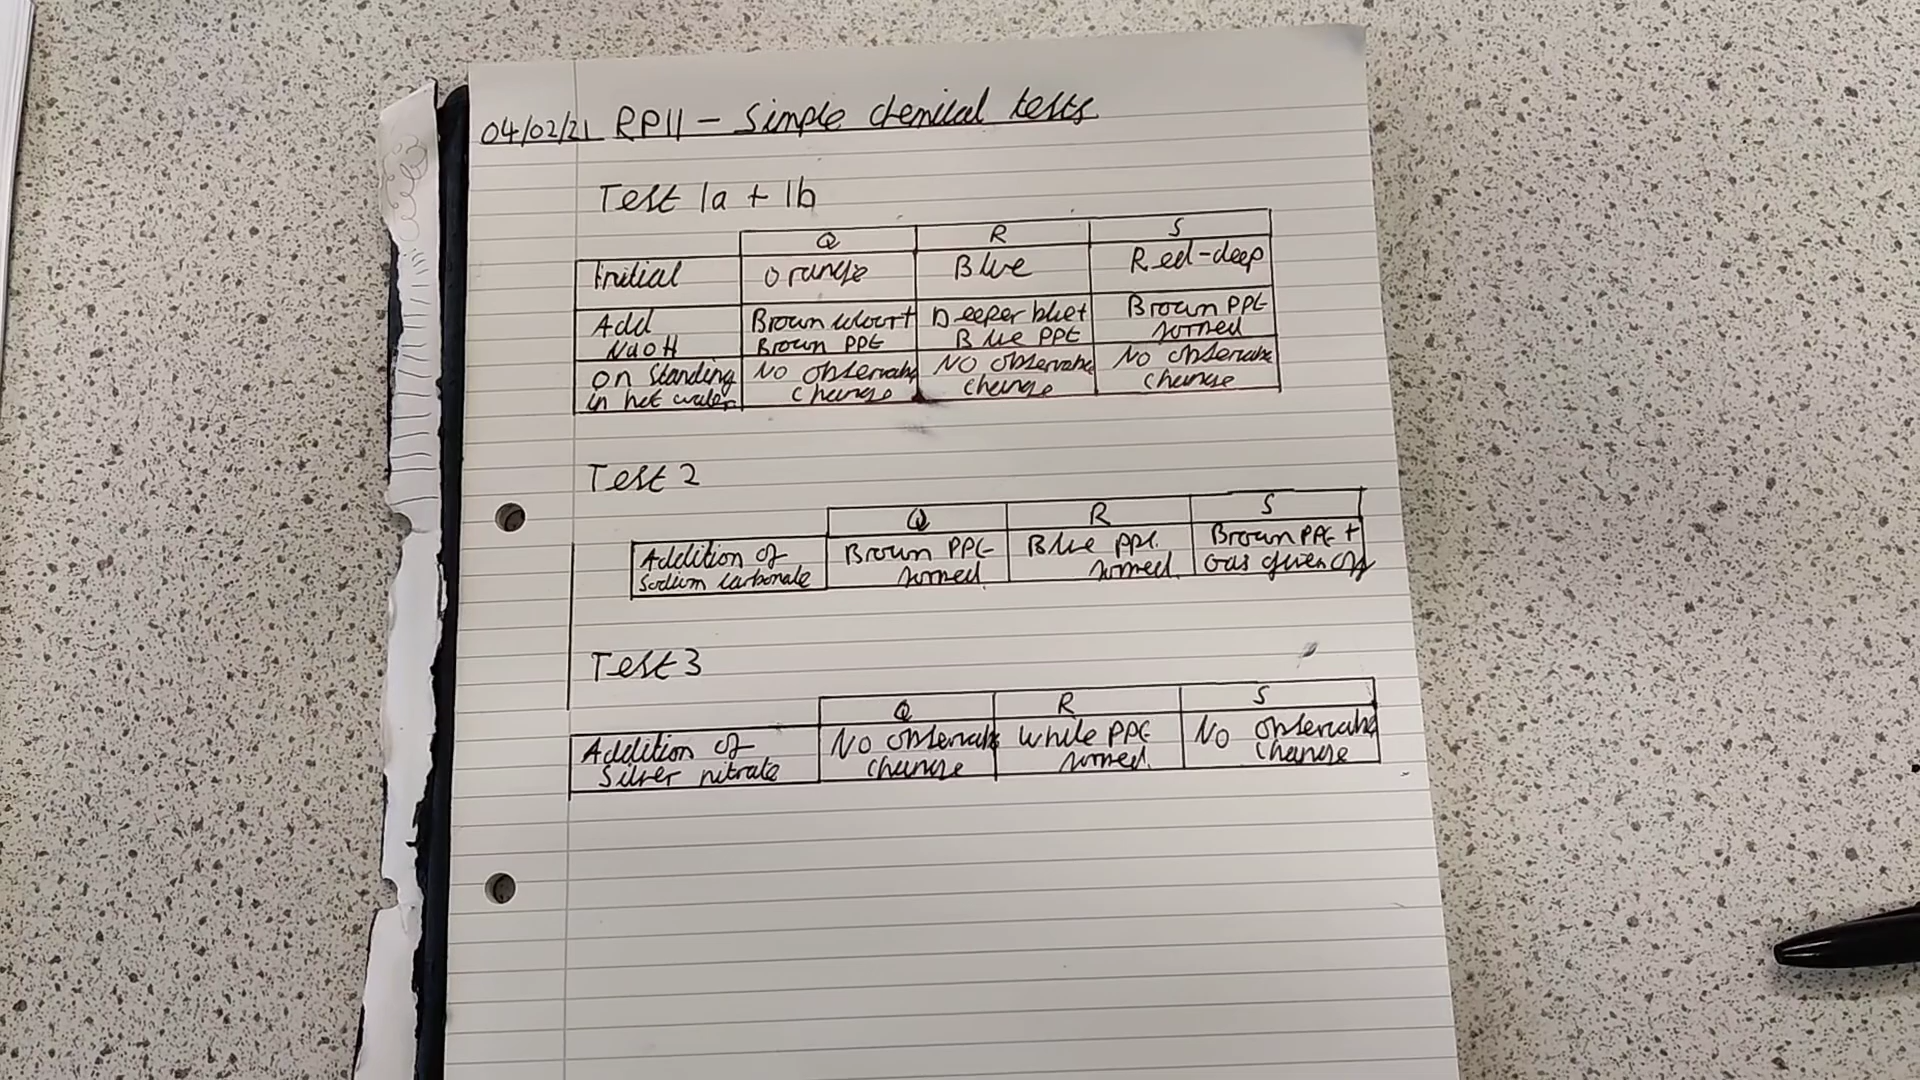 04/02/21 RP11 - Simple chemical tests
Test 1a + 1b
Q R S
Initial Orange Blue Red-deep
Add NaOH Brown colour + Brown PPt Deeper blue + Blue PPt Brown PPt formed
On standing in hot water No observable change No observable change No observable change
Test 2
Q R S
Addition of Sodium carbonate Brown PPt formed Blue ppt formed Brown PPt + Gas given off
Test 3
Q R S
Addition of Silver nitrate No observable change White PPt formed No observable change